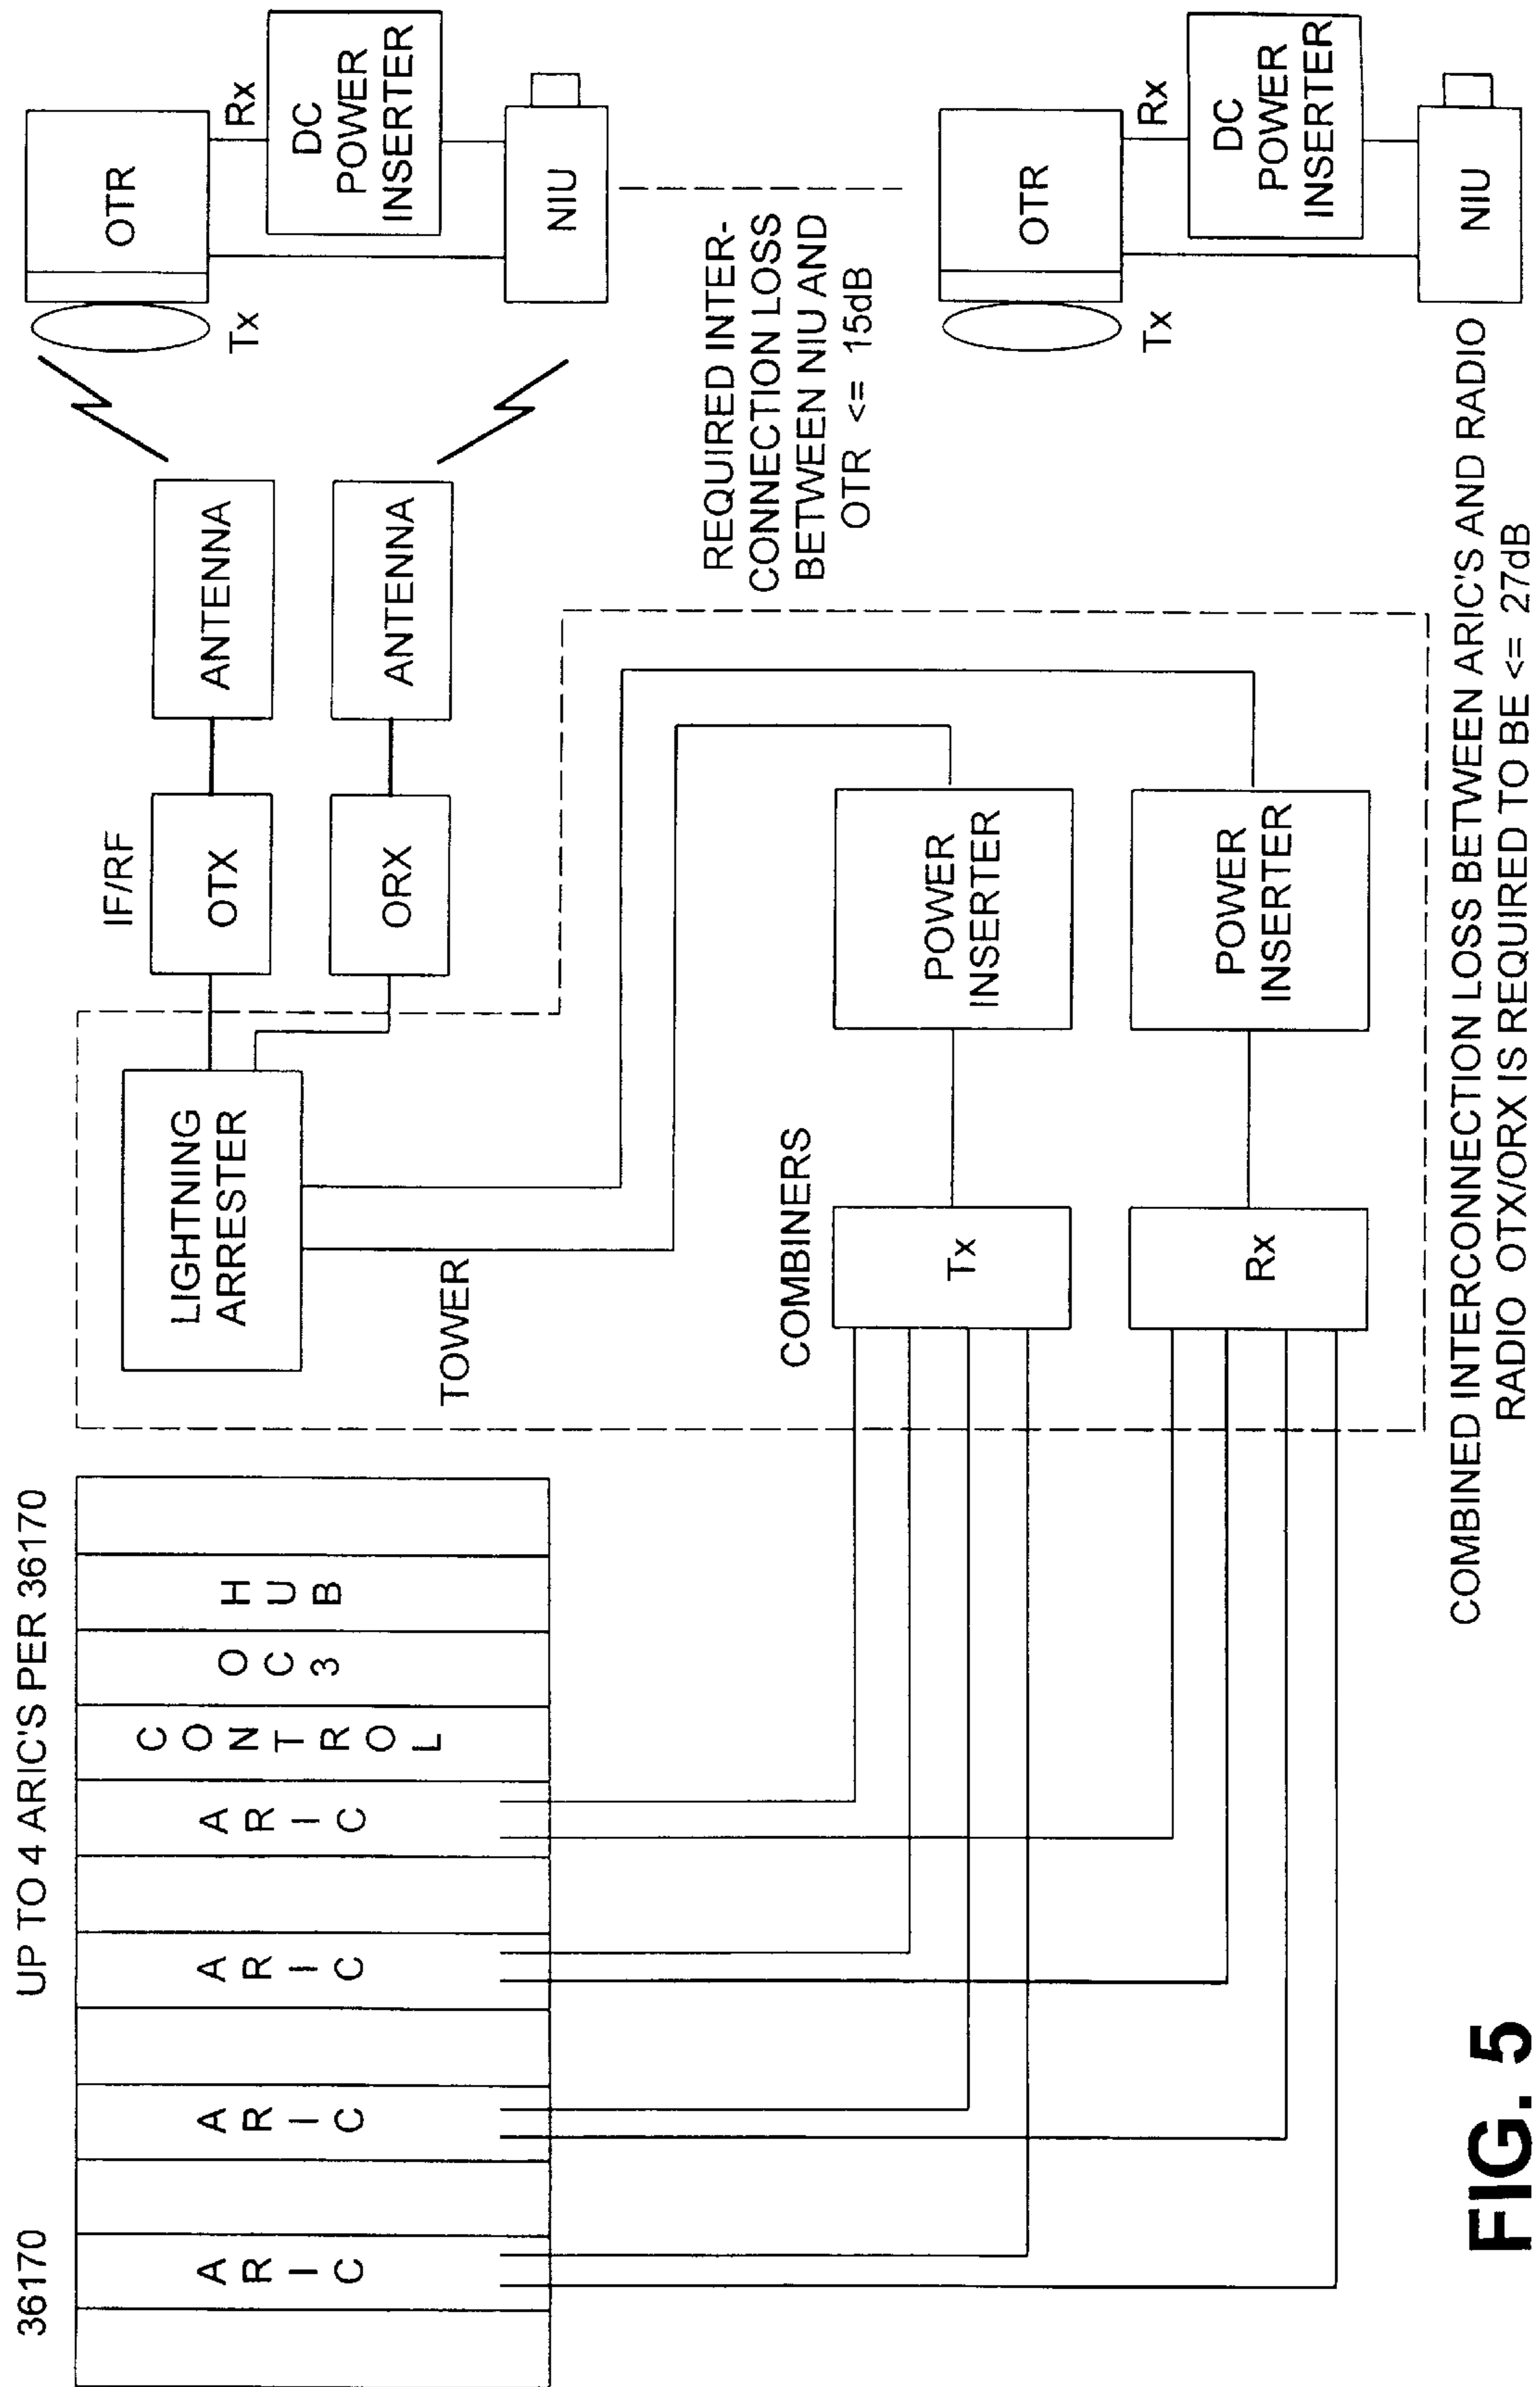 36170
UP TO 4 ARIC'S PER 36170
ARIC
ARIC
ARIC
ARIC
CONTROL
OC3
HUB
LIGHTNING
ARRESTER
TOWER
IF/RF
OTX
ORX
ANTENNA
ANTENNA
COMBINERS
Tx
Rx
POWER
INSERTER
POWER
INSERTER
OTR
Tx
Rx
DC
POWER
INSERTER
NIU
REQUIRED INTER-
CONNECTION LOSS
BETWEEN NIU AND
OTR <= 15dB
OTR
Tx
Rx
DC
POWER
INSERTER
NIU
COMBINED INTERCONNECTION LOSS BETWEEN ARIC'S AND RADIO
RADIO OTX/ORX IS REQUIRED TO BE <= 27dB
FIG. 5